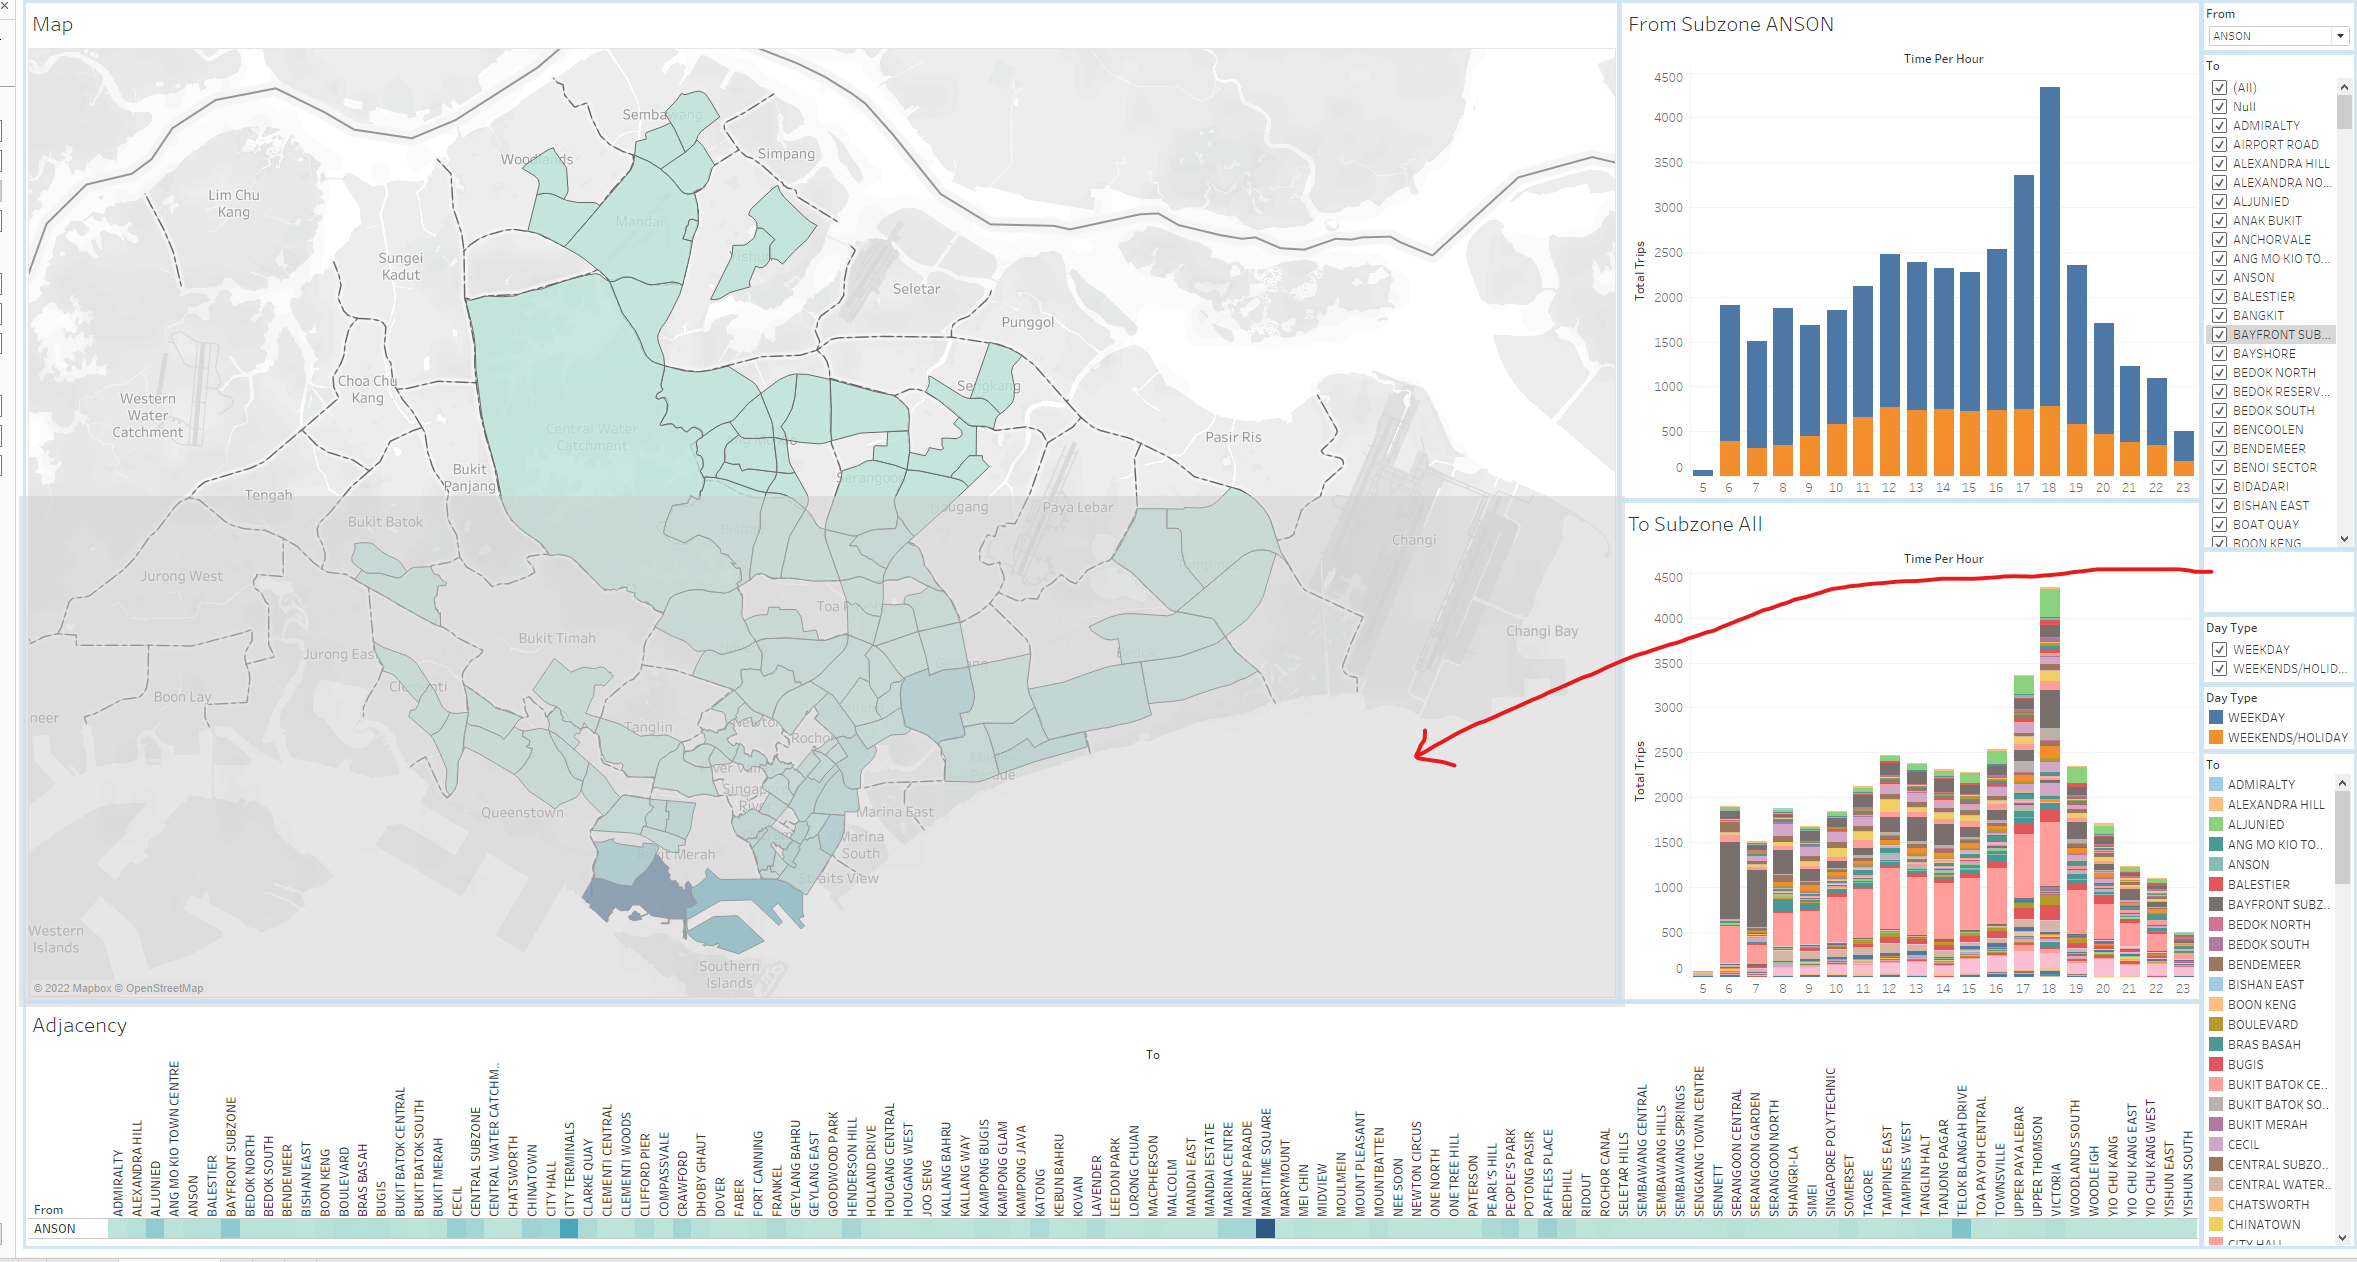 Map
Sembawang
Woodlands
Simpang
Lim Chu
Kang
Mandai
Sungei
Kadut
Yishun
Seletar
Punggol
Choa Chu
Kang
Sengkang
Western
Water
Catchment
Central Water
Catchment
Pasir Ris
Bukit
Panjang
Serangoon
Tengah
Hougang
Paya Lebar
Bukit Batok
Bishan
Changi
Tampines
Jurong West
Toa Payoh
Bukit Timah
Changi Bay
Jurong East
Bedok
Geylang
Clementi
Boon Lay
neer
Tanglin
Newton
Rochor
Marine
Parade
River Valley
Singapore
River
Queenstown
Marina East
Marina
South
Bukit Merah
Straits View
Western
Islands
Southern
Islands
© 2022 Mapbox © OpenStreetMap
From Subzone ANSON
Time Per Hour
Total Trips
4500
4000
3500
3000
2500
2000
1500
1000
500
0
5 6 7 8 9 10 11 12 13 14 15 16 17 18 19 20 21 22 23
To Subzone All
Time Per Hour
Total Trips
4500
4000
3500
3000
2500
2000
1500
1000
500
0
5 6 7 8 9 10 11 12 13 14 15 16 17 18 19 20 21 22 23
From
ANSON
To
(All)
Null
ADMIRALTY
AIRPORT ROAD
ALEXANDRA HILL
ALEXANDRA NO...
ALJUNIED
ANAK BUKIT
ANCHORVALE
ANG MO KIO TO...
ANSON
BALESTIER
BANGKIT
BAYFRONT SUB...
BAYSHORE
BEDOK NORTH
BEDOK RESERV...
BEDOK SOUTH
BENCOOLEN
BENDEMEER
BENOI SECTOR
BIDADARI
BISHAN EAST
BOAT QUAY
BOON KENG
Day Type
WEEKDAY
WEEKENDS/HOLID...
Day Type
WEEKDAY
WEEKENDS/HOLIDAY
To
ADMIRALTY
ALEXANDRA HILL
ALJUNIED
ANG MO KIO TO..
ANSON
BALESTIER
BAYFRONT SUBZ..
BEDOK NORTH
BEDOK SOUTH
BENDEMEER
BISHAN EAST
BOON KENG
BOULEVARD
BRAS BASAH
BUGIS
BUKIT BATOK CE..
BUKIT BATOK SO..
BUKIT MERAH
CECIL
CENTRAL SUBZO..
CENTRAL WATER..
CHATSWORTH
CHINATOWN
CITY HALL
Adjacency
To
From
ADMIRALTY
ALEXANDRA HILL
ALJUNIED
ANG MO KIO TOWN CENTRE
ANSON
BALESTIER
BAYFRONT SUBZONE
BEDOK NORTH
BEDOK SOUTH
BENDEMEER
BISHAN EAST
BOON KENG
BOULEVARD
BRAS BASAH
BUGIS
BUKIT BATOK CENTRAL
BUKIT BATOK SOUTH
BUKIT MERAH
CECIL
CENTRAL SUBZONE
CENTRAL WATER CATCHM..
CHATSWORTH
CHINATOWN
CITY HALL
CITY TERMINALS
CLARKE QUAY
CLEMENTI CENTRAL
CLEMENTI WOODS
CLIFFORD PIER
COMPASSVALE
CRAWFORD
DHOBY GHAUT
DOVER
FABER
FORT CANNING
FRANKEL
GEYLANG BAHRU
GEYLANG EAST
GOODWOOD PARK
HENDERSON HILL
HOLLAND DRIVE
HOUGANG CENTRAL
HOUGANG WEST
JOO SENG
KALLANG BAHRU
KALLANG WAY
KAMPONG BUGIS
KAMPONG GLAM
KAMPONG JAVA
KATONG
KEBUN BAHRU
KOVAN
LAVENDER
LEEDON PARK
LORONG CHUAN
MACPHERSON
MALCOLM
MANDAI EAST
MANDAI ESTATE
MARINA CENTRE
MARINE PARADE
MARITIME SQUARE
MARYMOUNT
MEI CHIN
MIDVIEW
MOULMEIN
MOUNT PLEASANT
MOUNTBATTEN
NEE SOON
NEWTON CIRCUS
ONE NORTH
ONE TREE HILL
PATERSON
PEARL'S HILL
PEOPLE'S PARK
POTONG PASIR
RAFFLES PLACE
REDHILL
RIDOUT
ROCHOR CANAL
SELETAR HILLS
SEMBAWANG CENTRAL
SEMBAWANG HILLS
SEMBAWANG SPRINGS
SENGKANG TOWN CENTRE
SENNETT
SERANGOON CENTRAL
SERANGOON GARDEN
SERANGOON NORTH
SHANGRI-LA
SIMEI
SINGAPORE POLYTECHNIC
SOMERSET
TAGORE
TAMPINES EAST
TAMPINES WEST
TANGLIN HALT
TANJONG PAGAR
TELOK BLANGAH DRIVE
TOA PAYOH CENTRAL
TOWNSVILLE
UPPER PAYA LEBAR
UPPER THOMSON
VICTORIA
WOODLANDS SOUTH
WOODLEIGH
YIO CHU KANG
YIO CHU KANG EAST
YIO CHU KANG WEST
YISHUN EAST
YISHUN SOUTH
ANSON